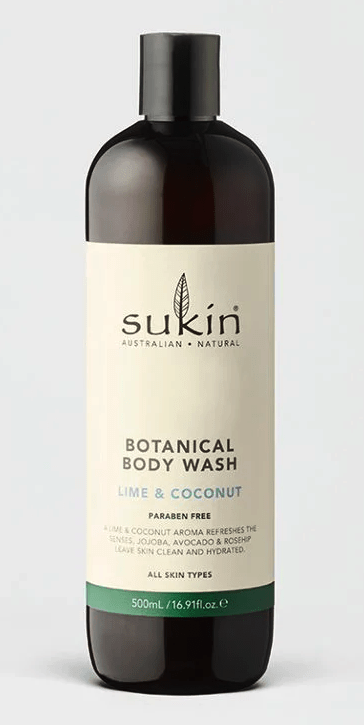 sukin®
AUSTRALIAN • NATURAL
BOTANICAL
BODY WASH
LIME & COCONUT
PARABEN FREE
A LIME & COCONUT AROMA REFRESHES THE
SENSES, JOJOBA, AVOCADO & ROSEHIP
LEAVE SKIN CLEAN AND HYDRATED.
ALL SKIN TYPES
500mL / 16.91fl.oz. ℮